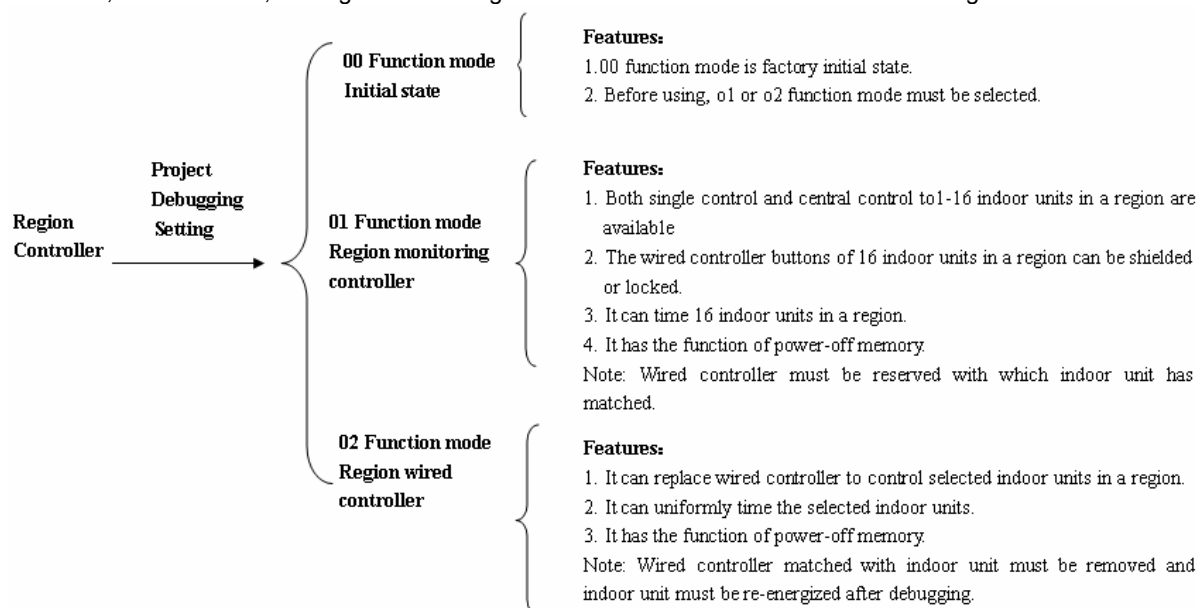 00 Function mode
Initial state
Features:
1.00 function mode is factory initial state.
2. Before using, o1 or o2 function mode must be selected.
Region
Controller
Project
Debugging
Setting
01 Function mode
Region monitoring
controller
Features:
1. Both single control and central control to1-16 indoor units in a region are
available
2. The wired controller buttons of 16 indoor units in a region can be shielded
or locked.
3. It can time 16 indoor units in a region.
4. It has the function of power-off memory.
Note: Wired controller must be reserved with which indoor unit has
matched.
02 Function mode
Region wired
controller
Features:
1. It can replace wired controller to control selected indoor units in a region.
2. It can uniformly time the selected indoor units.
3. It has the function of power-off memory.
Note: Wired controller matched with indoor unit must be removed and
indoor unit must be re-energized after debugging.